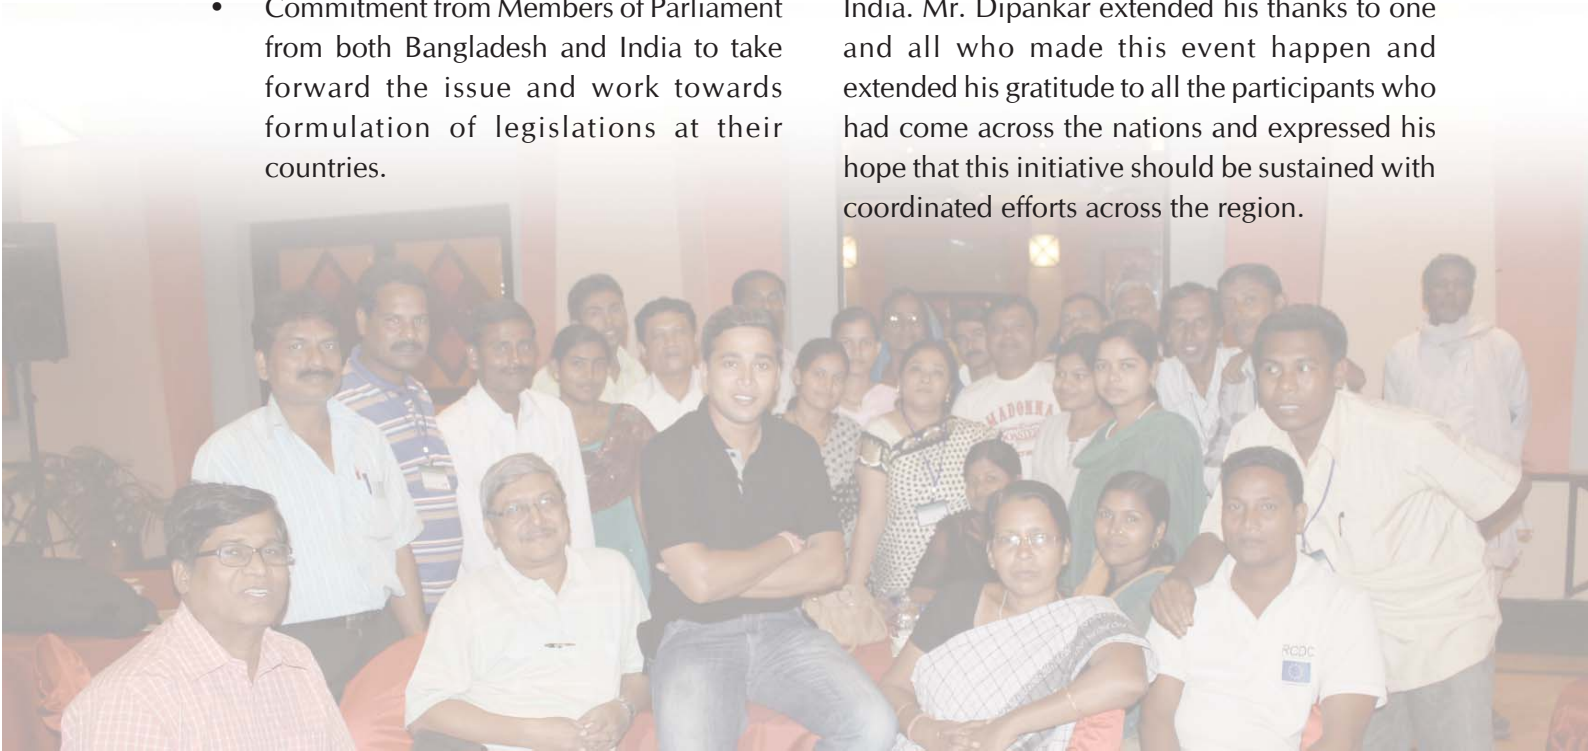 • Commitment from Members of Parliament
from both Bangladesh and India to take
forward the issue and work towards
formulation of legislations at their
countries.
India. Mr. Dipankar extended his thanks to one
and all who made this event happen and
extended his gratitude to all the participants who
had come across the nations and expressed his
hope that this initiative should be sustained with
coordinated efforts across the region.
MADONNA
RCDC